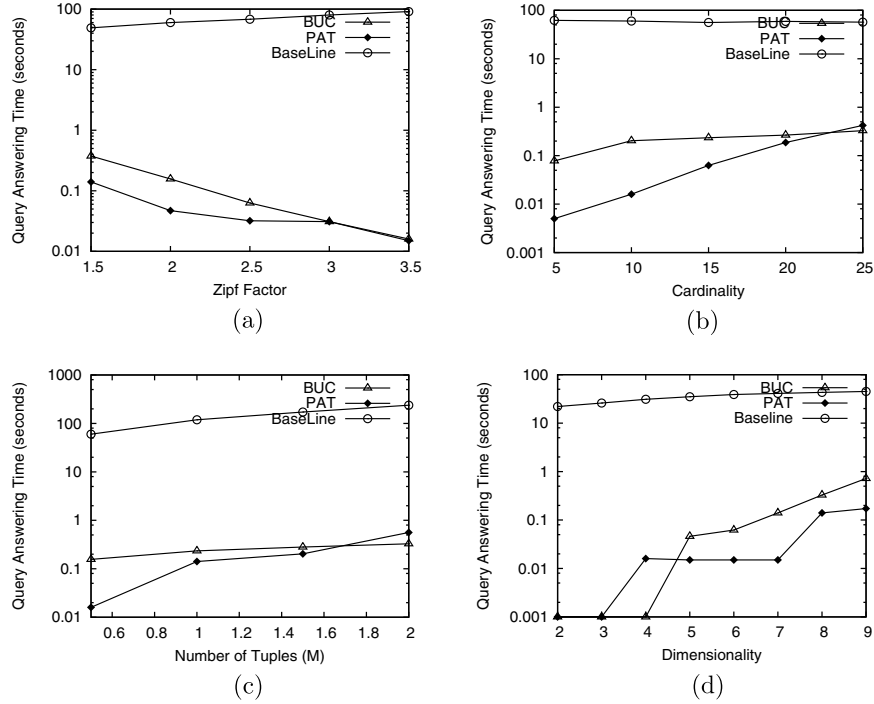 Query Answering Time (seconds)
100
10
1
0.1
0.01
1.5 2 2.5 3 3.5
Zipf Factor
BUC
PAT
BaseLine
(a)
Query Answering Time (seconds)
100
10
1
0.1
0.01
0.001
5 10 15 20 25
Cardinality
BUC
PAT
BaseLine
(b)
Query Answering Time (seconds)
1000
100
10
1
0.1
0.01
0.6 0.8 1 1.2 1.4 1.6 1.8 2
Number of Tuples (M)
BUC
PAT
BaseLine
(c)
Query Answering Time (seconds)
100
10
1
0.1
0.01
0.001
2 3 4 5 6 7 8 9
Dimensionality
BUC
PAT
Baseline
(d)